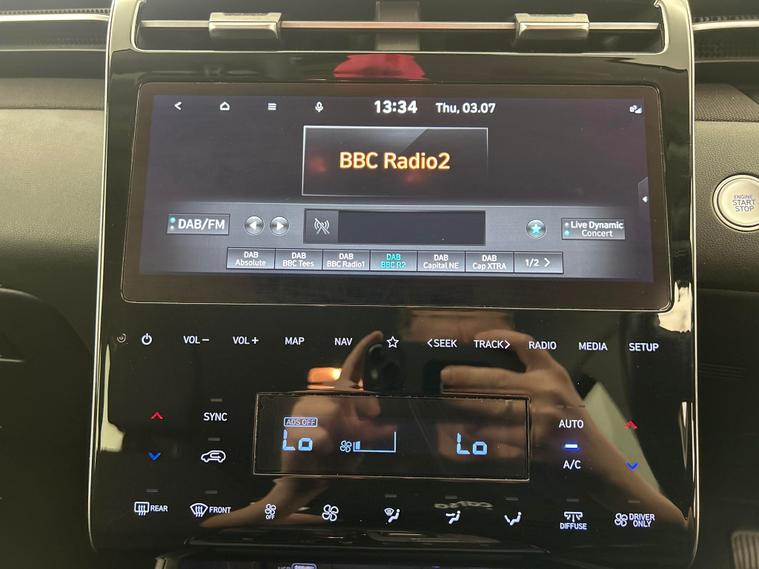 13:34 Thu, 03.07
BBC Radio2
ENGINE
START
STOP
DAB/FM
Live Dynamic
Concert
DAB
Absolute
DAB
BBC Tees
DAB
BBC Radio1
DAB
BBC R2
DAB
Capital NE
DAB
Cap XTRA
1/2 >
VOL− VOL+ MAP NAV <SEEK TRACK> RADIO MEDIA SETUP
SYNC
ADS OFF
Lo Lo
AUTO
A/C
REAR FRONT OFF
DIFFUSE
DRIVER
ONLY